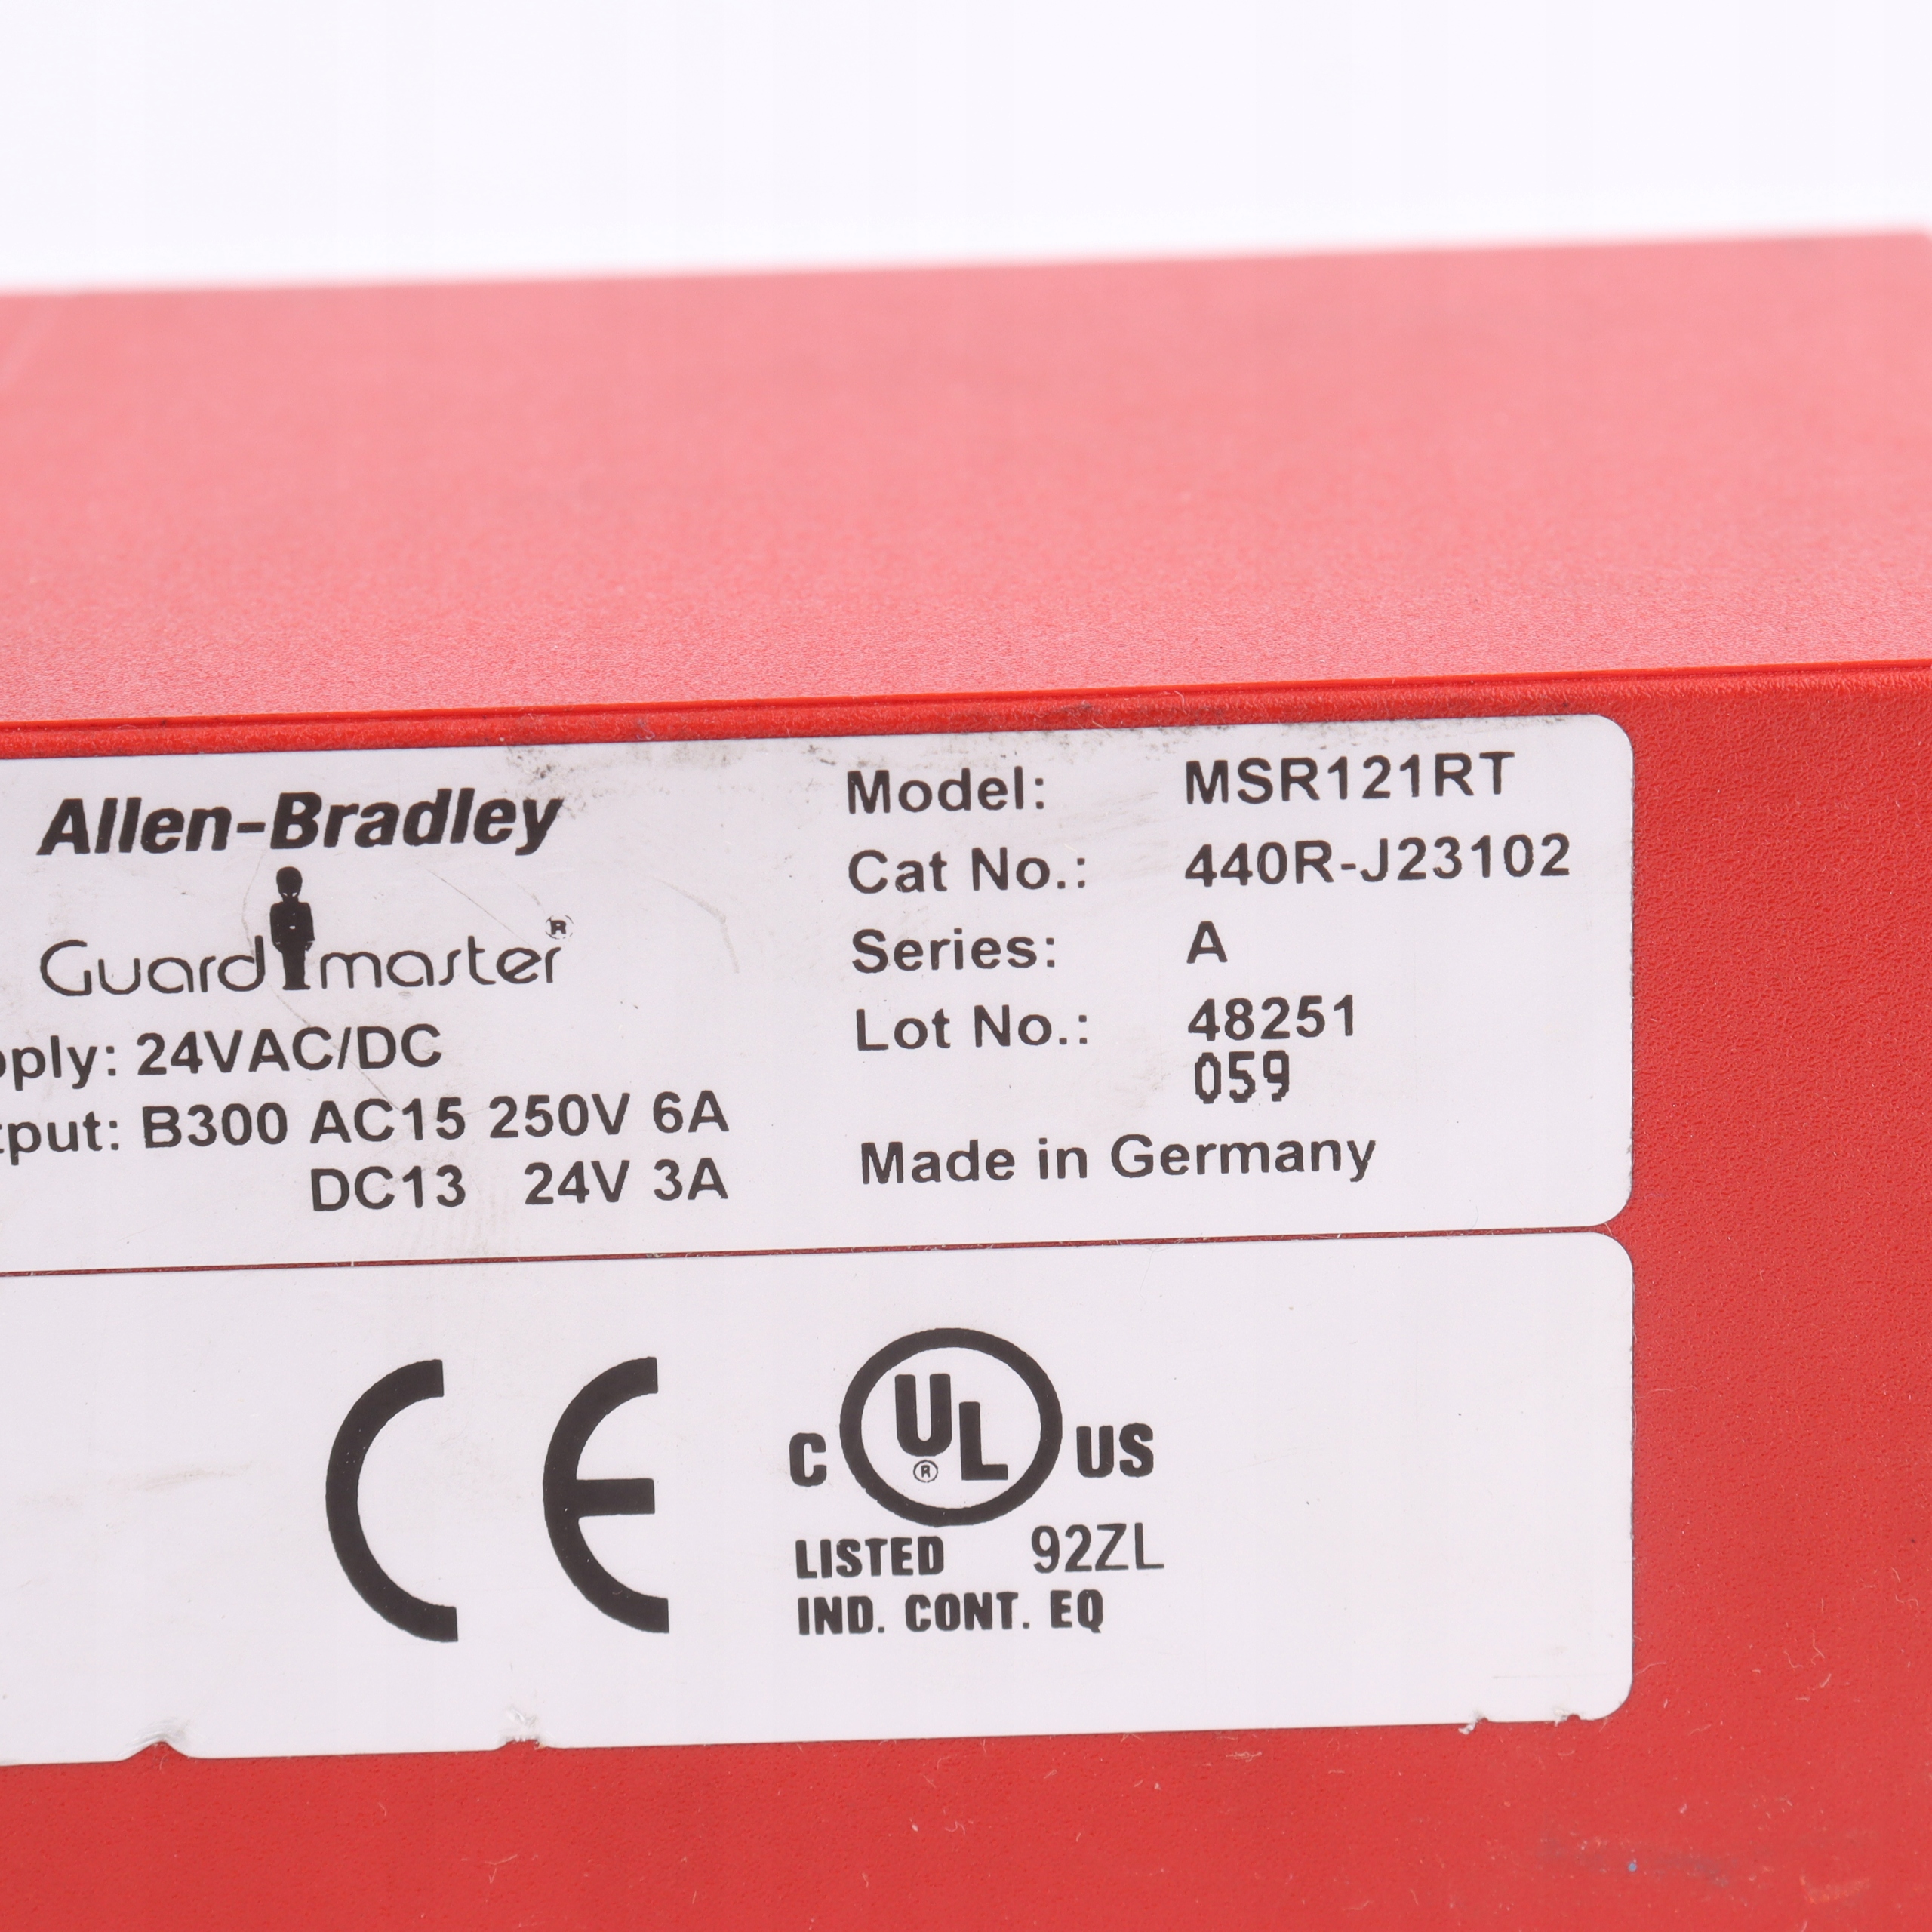 Allen-Bradley
Guardmaster®
pply: 24VAC/DC
tput: B300 AC15 250V 6A
DC13 24V 3A
Model: MSR121RT
Cat No.: 440R-J23102
Series: A
Lot No.: 48251
059
Made in Germany
CE
C UL® US
LISTED 92ZL
IND. CONT. EQ